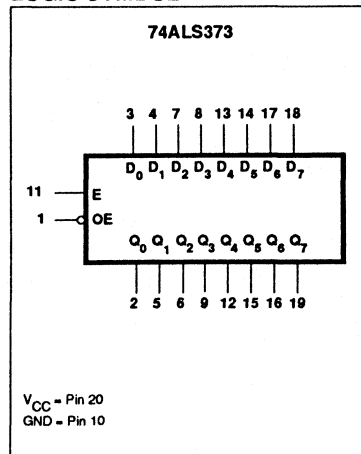 74ALS373
3 4 7 8 13 14 17 18
D0 D1 D2 D3 D4 D5 D6 D7
11 E
1 OE
Q0 Q1 Q2 Q3 Q4 Q5 Q6 Q7
2 5 6 9 12 15 16 19
VCC = Pin 20
GND = Pin 10